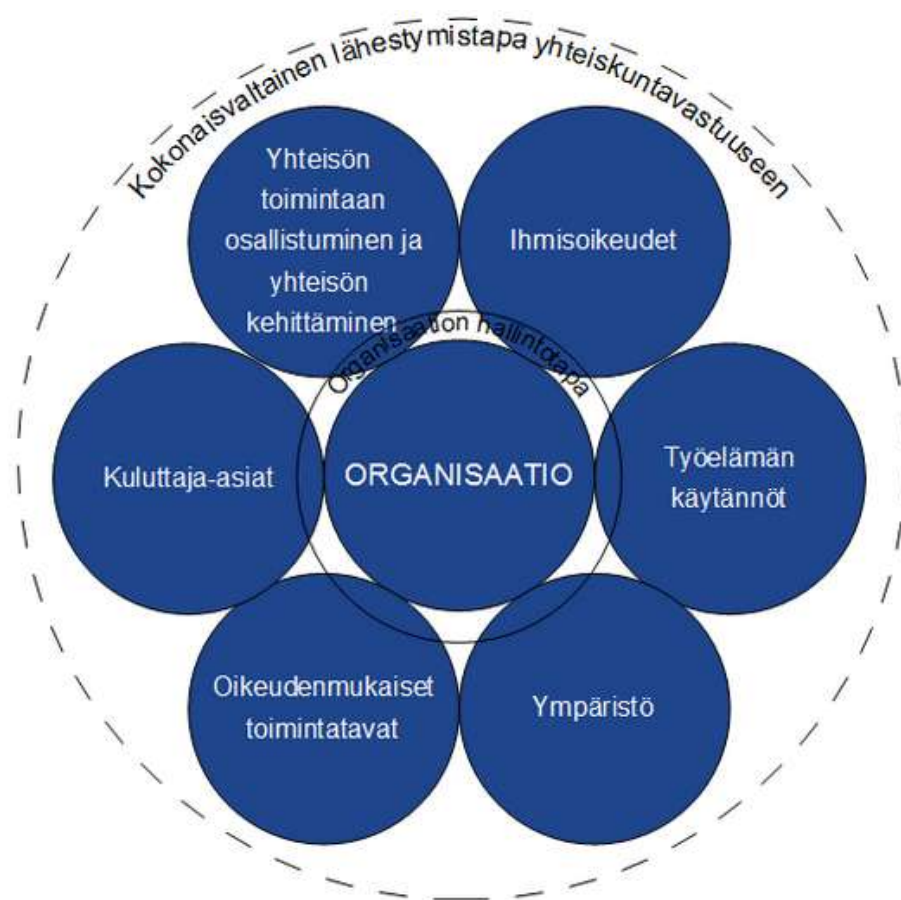 Kokonaisvaltainen lähestymistapa yhteiskuntavastuuseen
Yhteisön
toimintaan
osallistuminen ja
yhteisön
kehittäminen
Ihmisoikeudet
Organisaation hallintotapa
Kuluttaja-asiat
ORGANISAATIO
Työelämän
käytännöt
Oikeudenmukaiset
toimintatavat
Ympäristö